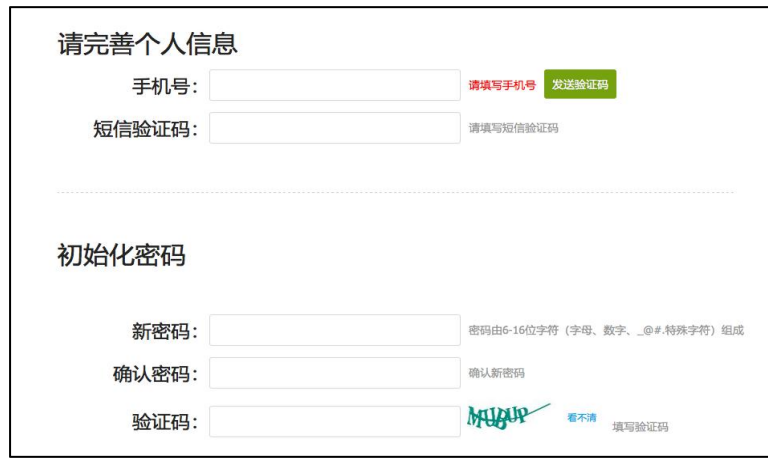 请完善个人信息
手机号： 请填写手机号 发送验证码
短信验证码： 请填写短信验证码
初始化密码
新密码： 密码由6-16位字符（字母、数字、_@#.特殊字符）组成
确认密码： 确认新密码
验证码： 看不清 填写验证码